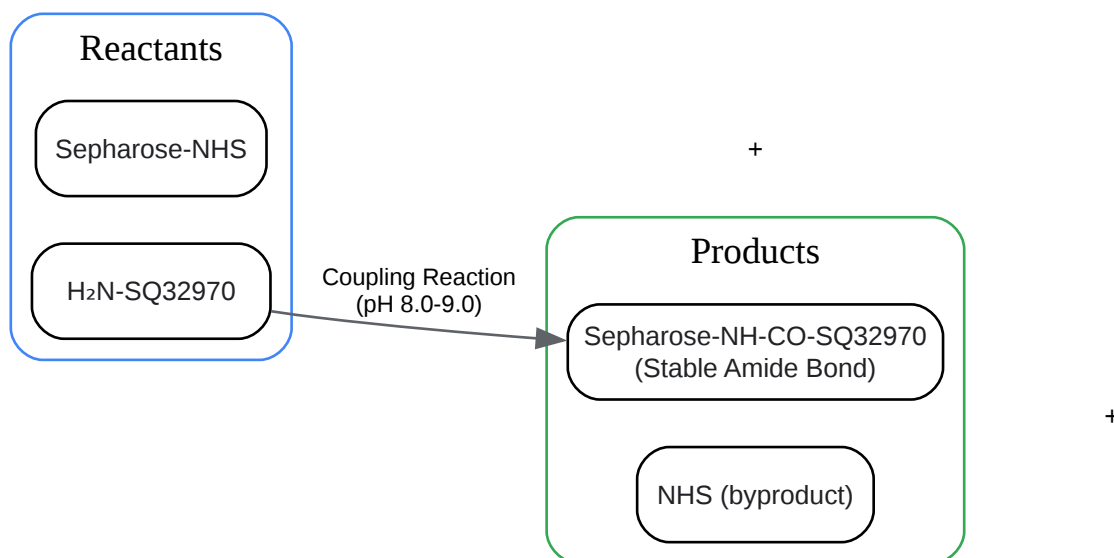 Reactants
Sepharose-NHS
+
H₂N-SQ32970
Coupling Reaction
(pH 8.0-9.0)
Products
Sepharose-NH-CO-SQ32970
(Stable Amide Bond)
+
NHS (byproduct)